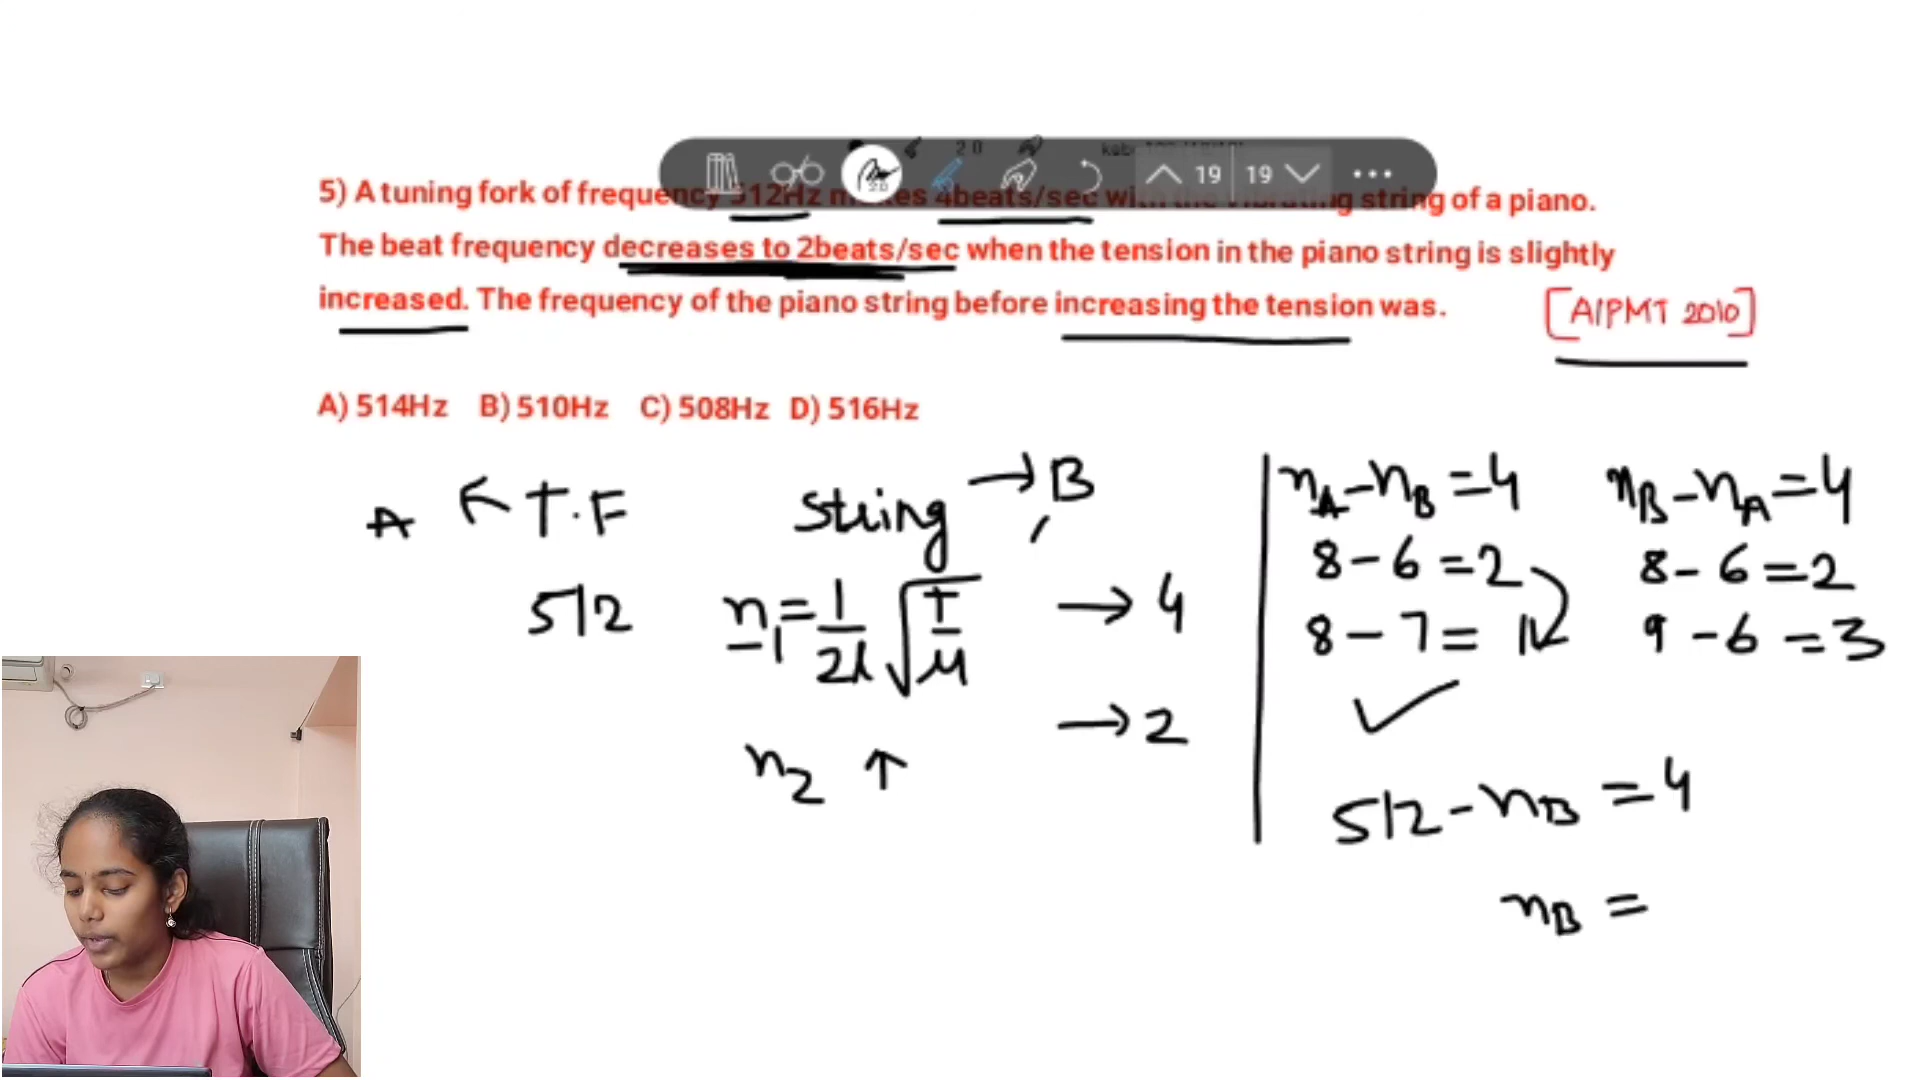 20
19 19
5) A tuning fork of frequency 512Hz makes 4beats/sec with the vibrating string of a piano.
The beat frequency decreases to 2beats/sec when the tension in the piano string is slightly
increased. The frequency of the piano string before increasing the tension was.
[AIPMT 2010]
A) 514Hz B) 510Hz C) 508Hz D) 516Hz
A ← T.F String → B
512 n₁ = 1/2l √T/μ → 4
n₂ ↑ → 2
nA - nB = 4 nB - nA = 4
8 - 6 = 2 8 - 6 = 2
8 - 7 = 1 9 - 6 = 3
✓
512 - nB = 4
nB =